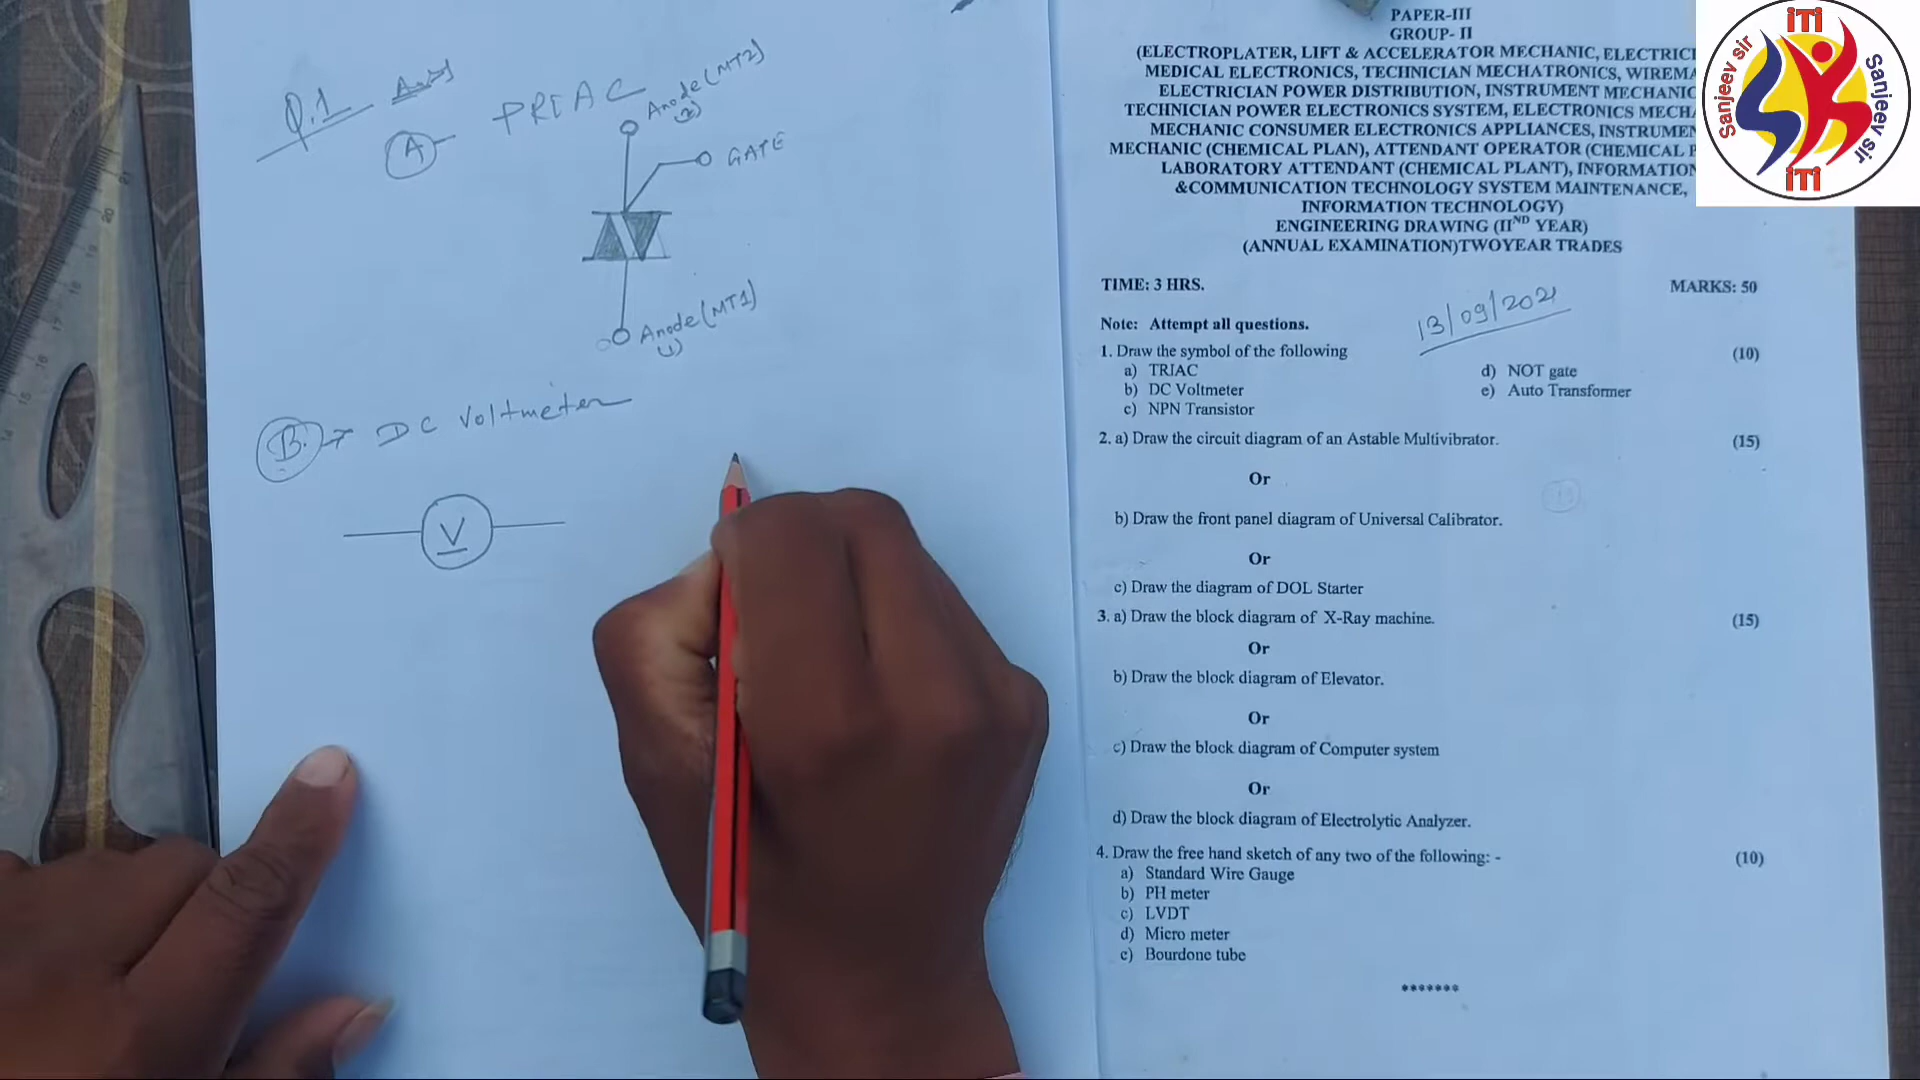 Q.1 Ans
A PRIAC
Anode (MT2)
(2)
GATE
Anode (MT1)
(1)
B. → DC Voltmeter
V
PAPER-III
GROUP- II
(ELECTROPLATER, LIFT & ACCELERATOR MECHANIC, ELECTRICI
MEDICAL ELECTRONICS, TECHNICIAN MECHATRONICS, WIREMA
ELECTRICIAN POWER DISTRIBUTION, INSTRUMENT MECHANIC
TECHNICIAN POWER ELECTRONICS SYSTEM, ELECTRONICS MECHA
MECHANIC CONSUMER ELECTRONICS APPLIANCES, INSTRUMEN
MECHANIC (CHEMICAL PLAN), ATTENDANT OPERATOR (CHEMICAL P
LABORATORY ATTENDANT (CHEMICAL PLANT), INFORMATION
&COMMUNICATION TECHNOLOGY SYSTEM MAINTENANCE,
INFORMATION TECHNOLOGY)
ENGINEERING DRAWING (IIND YEAR)
(ANNUAL EXAMINATION)TWOYEAR TRADES
TIME: 3 HRS. MARKS: 50
13/09/2021
Note: Attempt all questions.
1. Draw the symbol of the following (10)
a) TRIAC d) NOT gate
b) DC Voltmeter e) Auto Transformer
c) NPN Transistor
2. a) Draw the circuit diagram of an Astable Multivibrator. (15)
Or
b) Draw the front panel diagram of Universal Calibrator.
Or
c) Draw the diagram of DOL Starter
3. a) Draw the block diagram of X-Ray machine. (15)
Or
b) Draw the block diagram of Elevator.
Or
c) Draw the block diagram of Computer system
Or
d) Draw the block diagram of Electrolytic Analyzer.
4. Draw the free hand sketch of any two of the following: - (10)
a) Standard Wire Gauge
b) PH meter
c) LVDT
d) Micro meter
e) Bourdone tube
*******
iTi
Sanjeev sir
Sanjeev sir
iTi